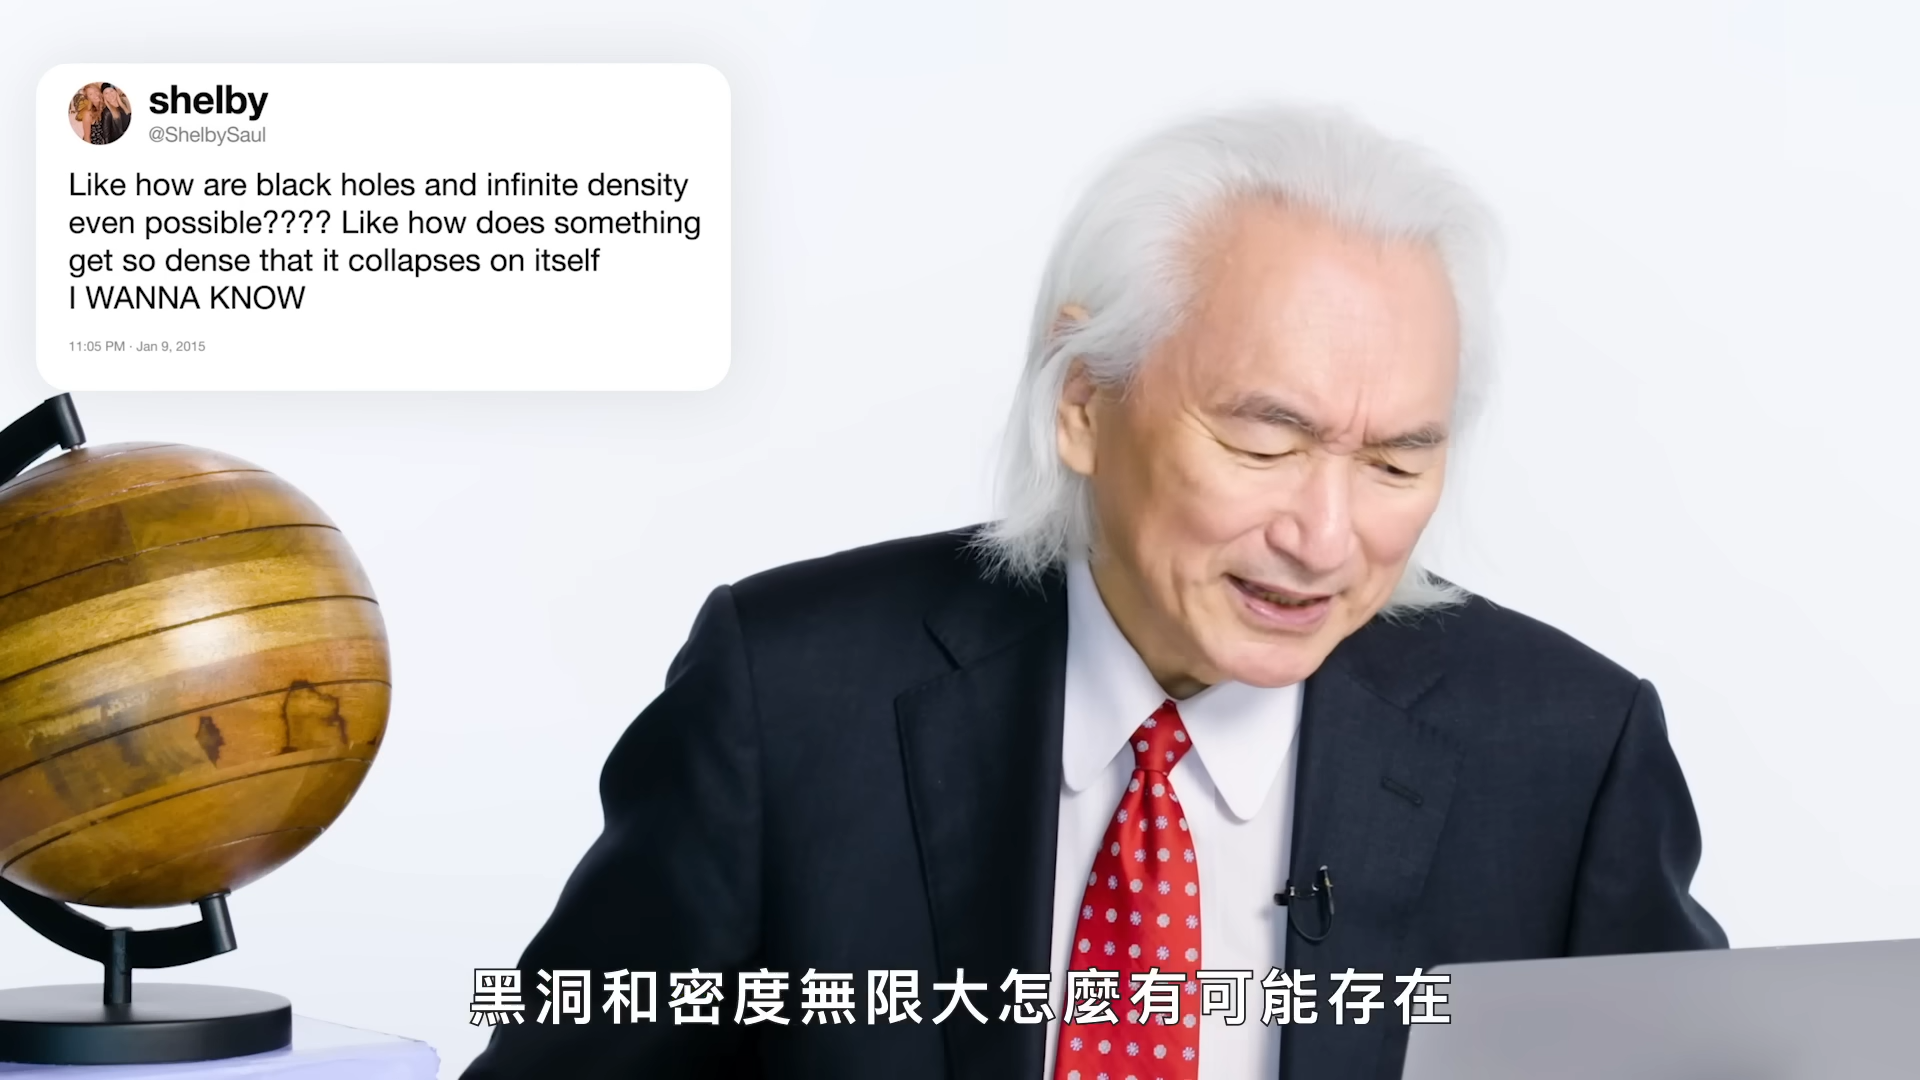 shelby
@ShelbySaul
Like how are black holes and infinite density
even possible???? Like how does something
get so dense that it collapses on itself
I WANNA KNOW
11:05 PM · Jan 9, 2015
黑洞和密度無限大怎麼有可能存在